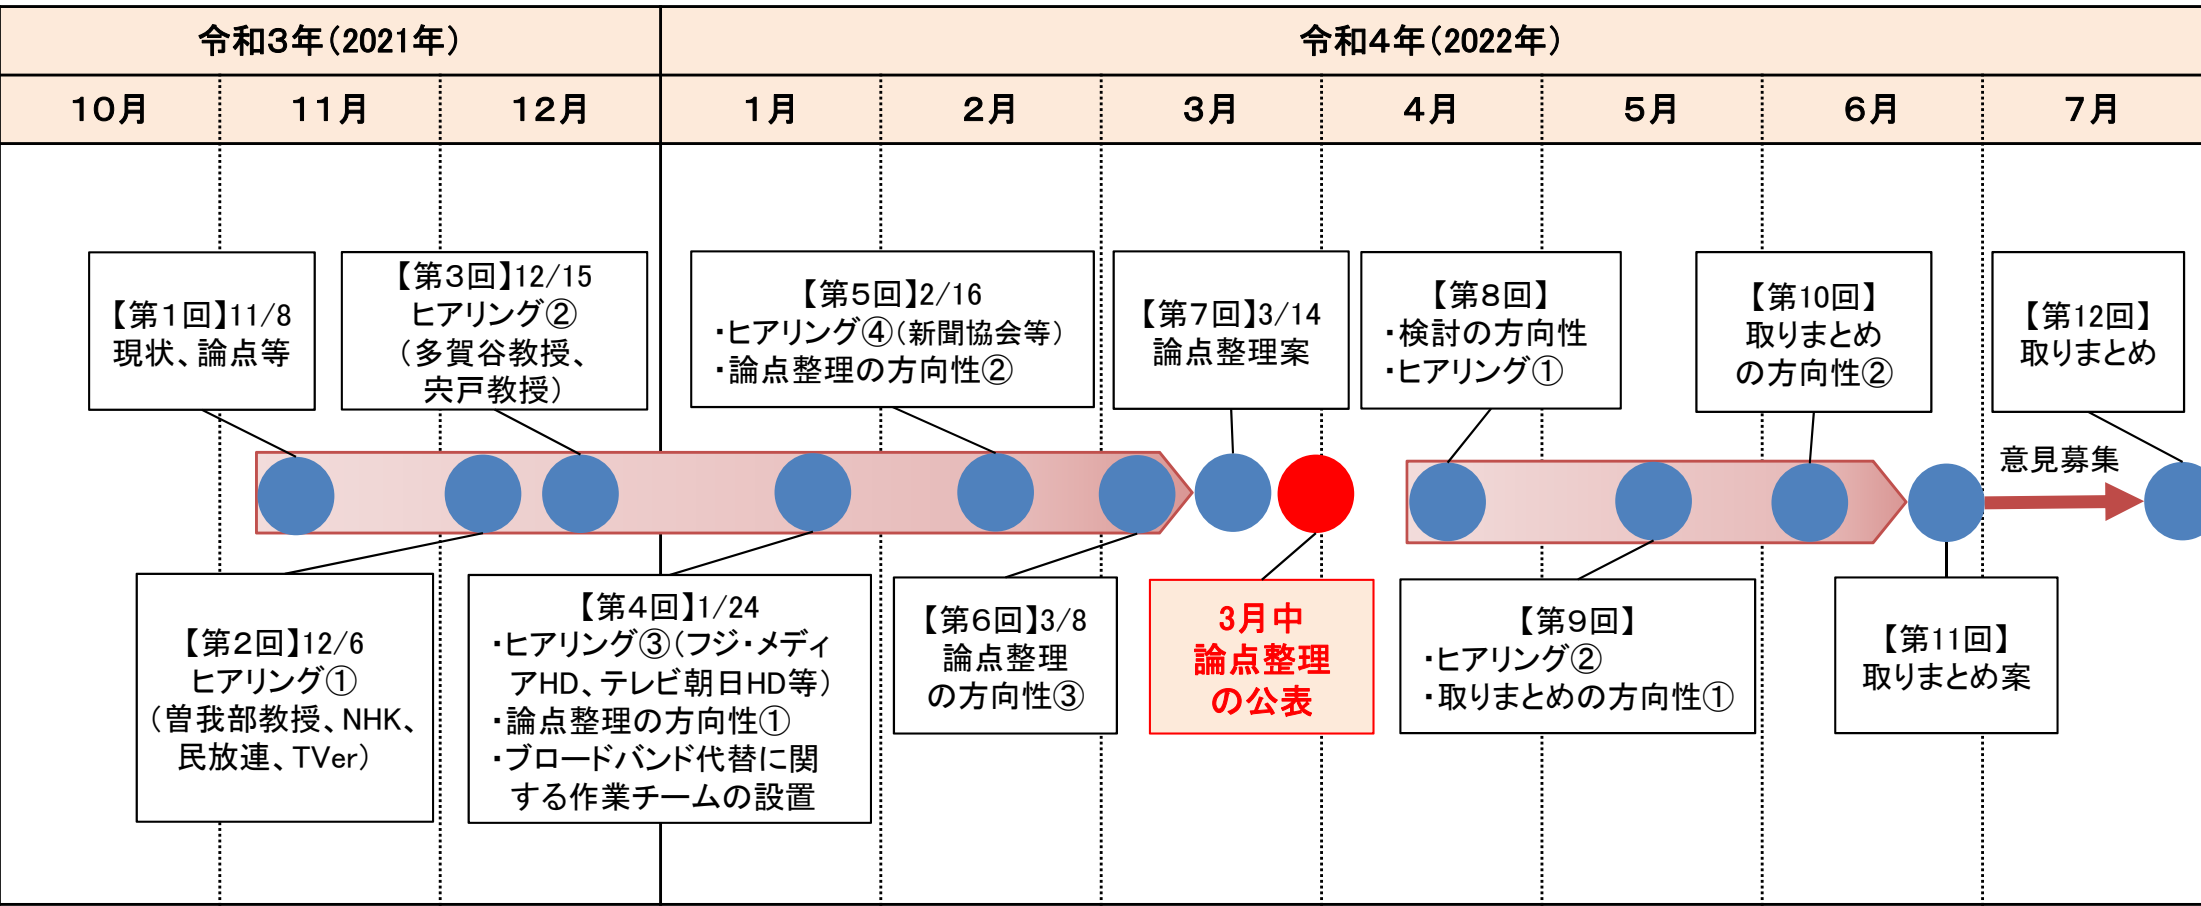 令和３年（2021年）
令和４年（2022年）
10月
11月
12月
１月
２月
３月
４月
５月
６月
７月
【第１回】11/8
現状、論点等
【第３回】12/15
ヒアリング②
（多賀谷教授、
宍戸教授）
【第５回】2/16
・ヒアリング④（新聞協会等）
・論点整理の方向性②
【第７回】3/14
論点整理案
【第８回】
・検討の方向性
・ヒアリング①
【第10回】
取りまとめ
の方向性②
【第12回】
取りまとめ
意見募集
【第２回】12/6
ヒアリング①
（曽我部教授、NHK、
民放連、TVer）
【第４回】1/24
・ヒアリング③（フジ・メディ
アHD、テレビ朝日HD等）
・論点整理の方向性①
・ブロードバンド代替に関
する作業チームの設置
【第６回】3/8
論点整理
の方向性③
3月中
論点整理
の公表
【第９回】
・ヒアリング②
・取りまとめの方向性①
【第11回】
取りまとめ案